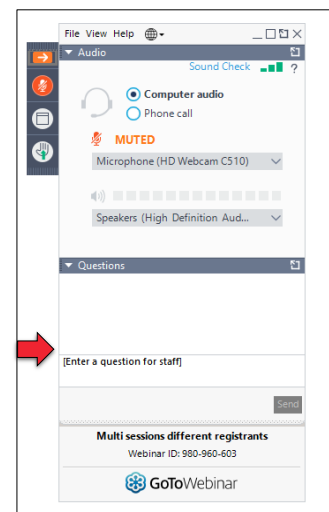 File View Help
Audio
Sound Check ?
Computer audio
Phone call
MUTED
Microphone (HD Webcam C510)
Speakers (High Definition Aud...
Questions
[Enter a question for staff]
Send
Multi sessions different registrants
Webinar ID: 980-960-603
GoToWebinar